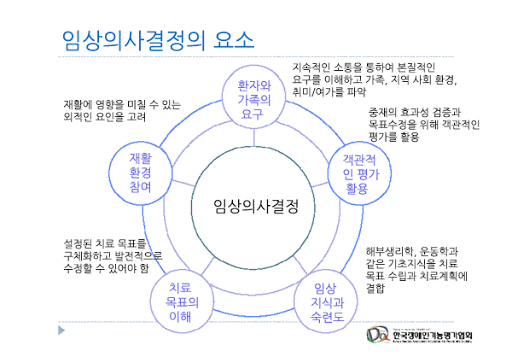 임상의사결정의 요소
환자와
가족의
요구
지속적인 소통을 통하여 본질적인
요구를 이해하고 가족, 지역 사회 환경,
취미/여가를 파악
객관적
인 평가
활용
중재의 효과성 검증과
목표수정을 위해 객관적인
평가를 활용
임상
지식과
숙련도
해부생리학, 운동학과
같은 기초지식을 치료
목표 수립과 치료계획에
결합
치료
목표의
이해
설정된 치료 목표를
구체화하고 발전적으로
수정할 수 있어야 함
재활
환경
참여
재활에 영향을 미칠 수 있는
외적인 요인을 고려
임상의사결정
한국장애인기능평가협회